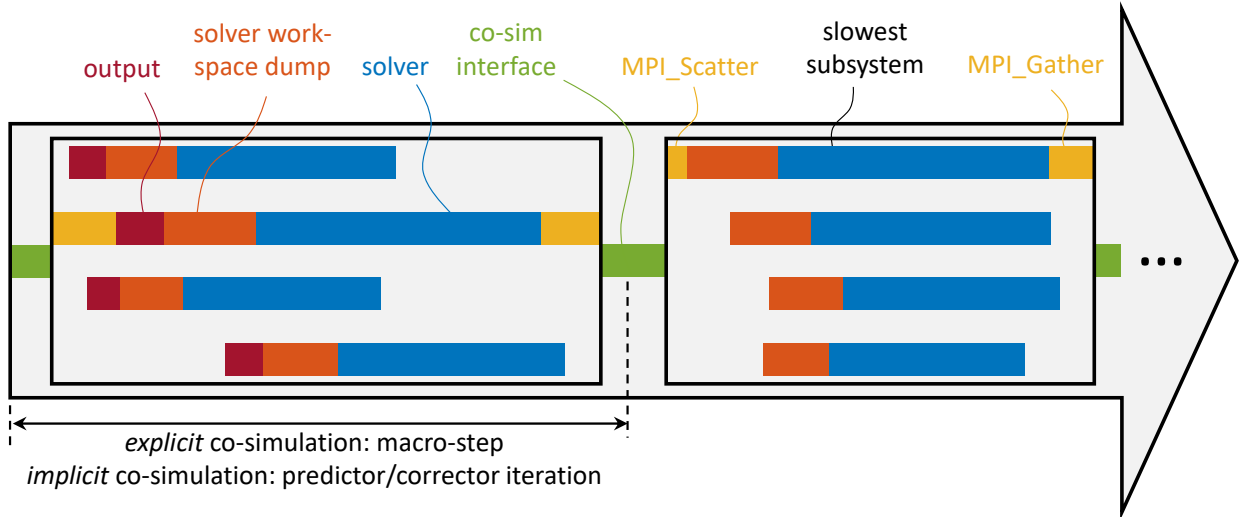 output
solver work-
space dump
solver
co-sim
interface
MPI_Scatter
slowest
subsystem
MPI_Gather
...
explicit co-simulation: macro-step
implicit co-simulation: predictor/corrector iteration